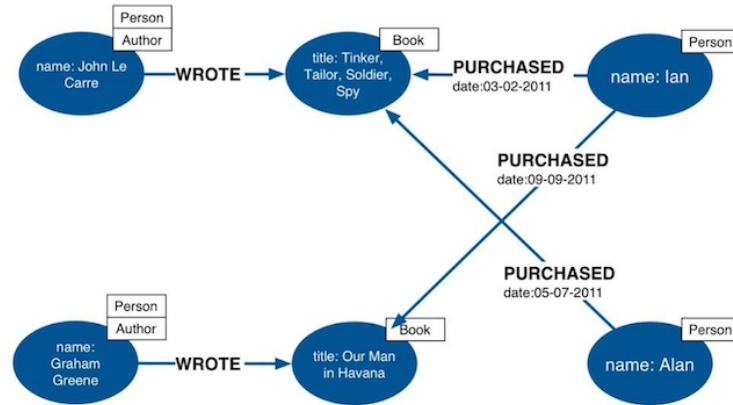 Person
Author
name: John Le
Carre
WROTE
Book
title: Tinker,
Tailor, Soldier,
Spy
PURCHASED
date:03-02-2011
Person
name: Ian
PURCHASED
date:09-09-2011
PURCHASED
date:05-07-2011
Person
Author
name:
Graham
Greene
WROTE
Book
title: Our Man
in Havana
Person
name: Alan